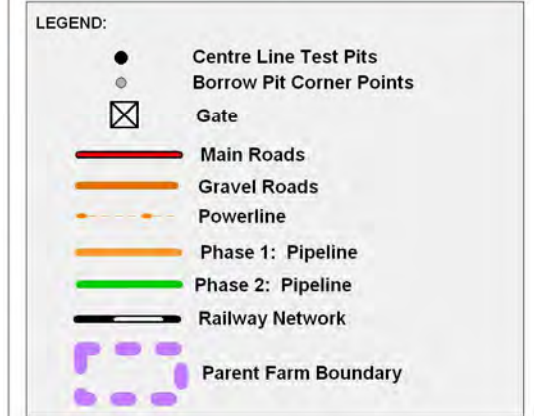 LEGEND:
Centre Line Test Pits
Borrow Pit Corner Points
Gate
Main Roads
Gravel Roads
Powerline
Phase 1: Pipeline
Phase 2: Pipeline
Railway Network
Parent Farm Boundary